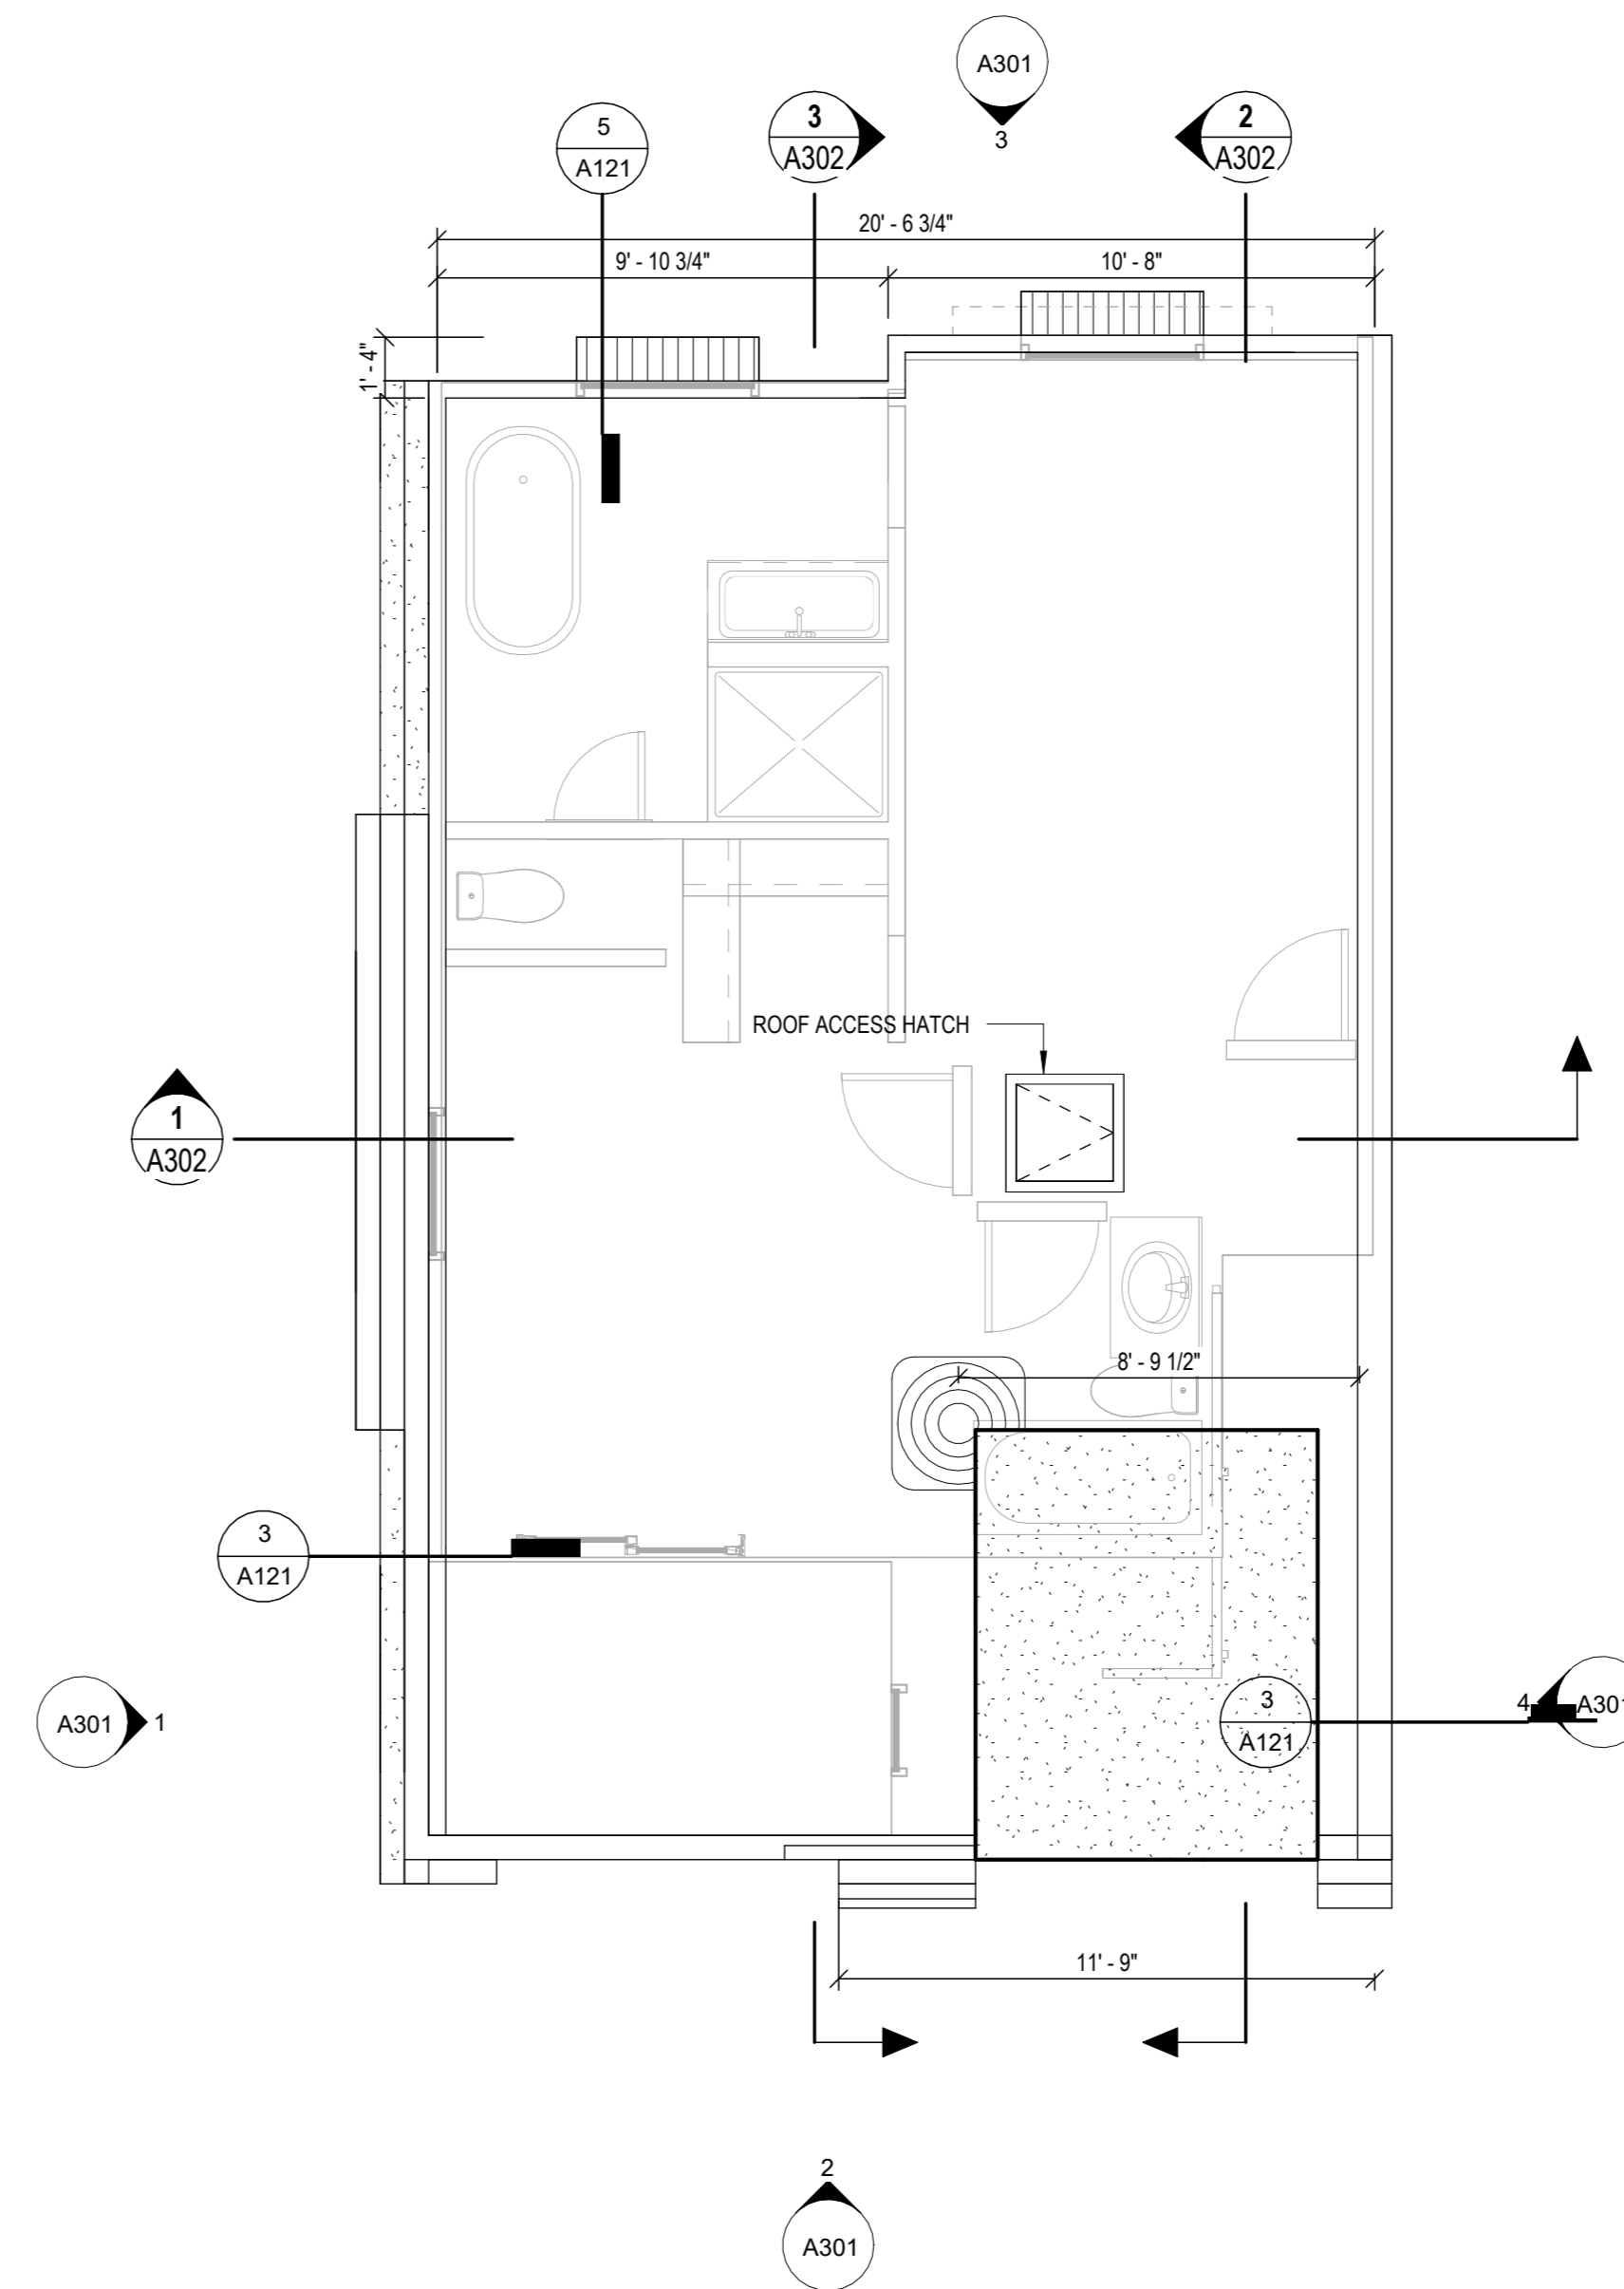 A301
3
5
A121
3
A302
2
A302
20' - 6 3/4"
9' - 10 3/4"
10' - 8"
1' - 4"
ROOF ACCESS HATCH
1
A302
8' - 9 1/2"
3
A121
A301
1
3
A121
4
A301
11' - 9"
2
A301